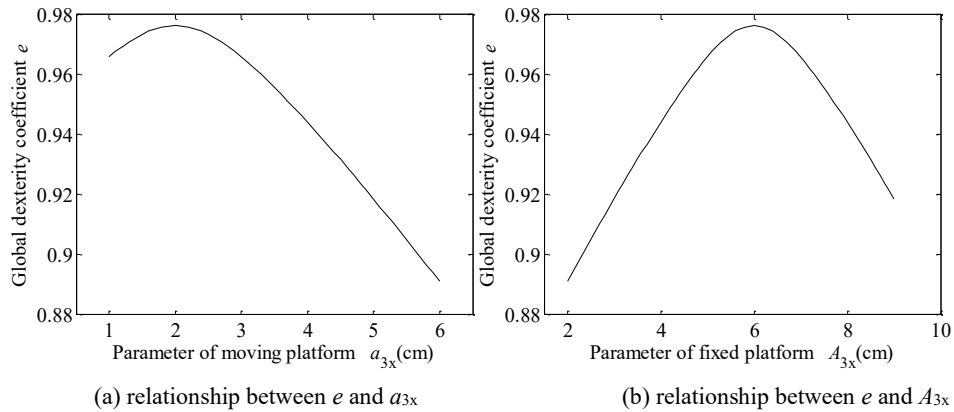 0.98
0.96
0.94
0.92
0.9
0.88
Global dexterity coefficient e
1 2 3 4 5 6
Parameter of moving platform a3x(cm)
(a) relationship between e and a3x
0.98
0.96
0.94
0.92
0.9
0.88
Global dexterity coefficient e
2 4 6 8 10
Parameter of fixed platform A3x(cm)
(b) relationship between e and A3x